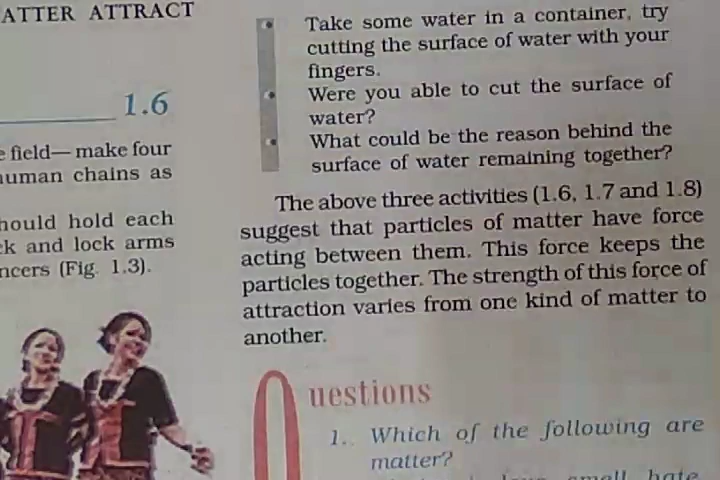 ATTER ATTRACT
1.6
e field— make four
uman chains as
hould hold each
ck and lock arms
ncers (Fig. 1.3).
Take some water in a container, try
cutting the surface of water with your
fingers.
Were you able to cut the surface of
water?
What could be the reason behind the
surface of water remaining together?
The above three activities (1.6, 1.7 and 1.8)
suggest that particles of matter have force
acting between them. This force keeps the
particles together. The strength of this force of
attraction varies from one kind of matter to
another.
Questions
1. Which of the following are
matter?